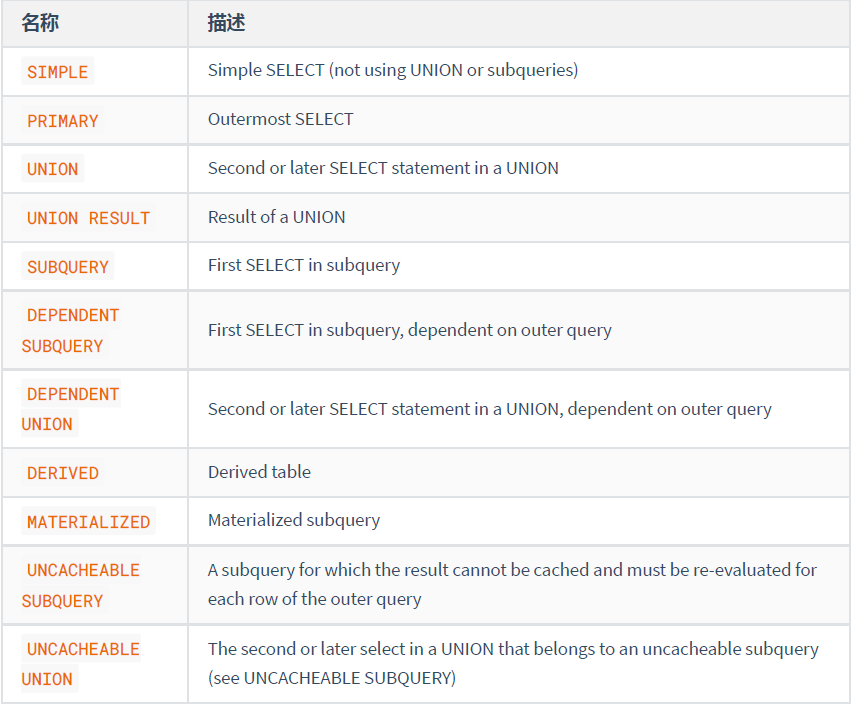 名称 描述
SIMPLE Simple SELECT (not using UNION or subqueries)
PRIMARY Outermost SELECT
UNION Second or later SELECT statement in a UNION
UNION RESULT Result of a UNION
SUBQUERY First SELECT in subquery
DEPENDENT
SUBQUERY
First SELECT in subquery, dependent on outer query
DEPENDENT
UNION
Second or later SELECT statement in a UNION, dependent on outer query
DERIVED Derived table
MATERIALIZED Materialized subquery
UNCACHEABLE
SUBQUERY
A subquery for which the result cannot be cached and must be re-evaluated for
each row of the outer query
UNCACHEABLE
UNION
The second or later select in a UNION that belongs to an uncacheable subquery
(see UNCACHEABLE SUBQUERY)